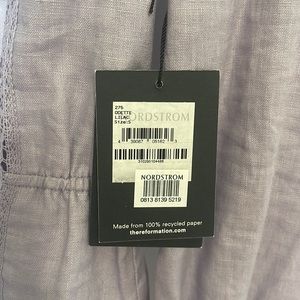 275
ODETTE
LILAC
Size:S
NORDSTROM
NORDSTROM
0813 8139 5219
Made from 100% recycled paper
thereformation.com